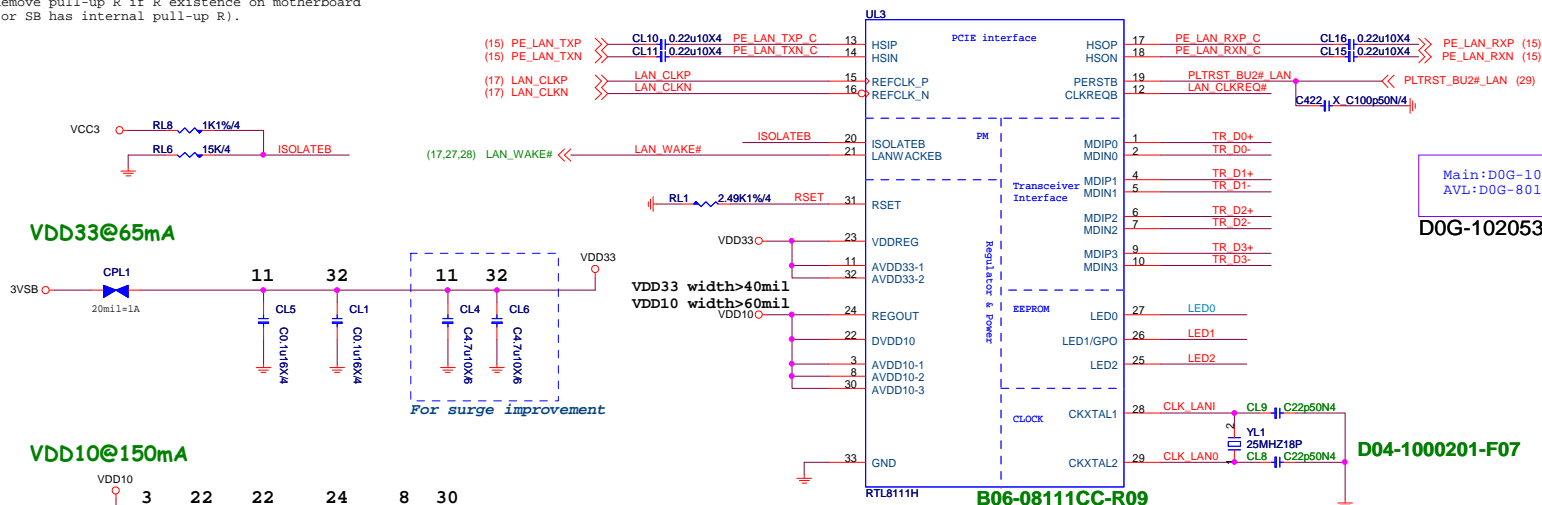 emove pull-up R if R existence on motherboard
or SB has internal pull-up R).
UL3
PCIE interface
(15) PE_LAN_TXP CL10 0.22u10X4 PE_LAN_TXP_C 13 HSIP
(15) PE_LAN_TXN CL11 0.22u10X4 PE_LAN_TXN_C 14 HSIN
HSOP 17 PE_LAN_RXP_C CL16 0.22u10X4 PE_LAN_RXP (15)
HSON 18 PE_LAN_RXN_C CL15 0.22u10X4 PE_LAN_RXN (15)
(17) LAN_CLKP LAN_CLKP 15 REFCLK_P
(17) LAN_CLKN LAN_CLKN 16 REFCLK_N
PERSTB 19 PLTRST_BU2#_LAN PLTRST_BU2#_LAN (29)
CLKREQB 12 LAN_CLKREQ#
C422 X_C100p50N/4
VCC3 RL8 1K1%/4
RL6 15K/4 ISOLATEB
ISOLATEB 20 ISOLATEB
(17,27,28) LAN_WAKE# LAN_WAKE# 21 LANWACKEB
PM
MDIP0 1 TR_D0+
MDIN0 2 TR_D0-
Transceiver
Interface
MDIP1 4 TR_D1+
MDIN1 5 TR_D1-
MDIP2 6 TR_D2+
MDIN2 7 TR_D2-
MDIP3 9 TR_D3+
MDIN3 10 TR_D3-
Main:D0G-10
AVL:D0G-801
D0G-102053
RL1 2.49K1%/4 RSET 31 RSET
VDD33 23 VDDREG
11 AVDD33-1
32 AVDD33-2
VDD33 width>40mil
VDD10 width>60mil
VDD10 24 REGOUT
22 DVDD10
3 AVDD10-1
8 AVDD10-2
30 AVDD10-3
Regulator & Power
EEPROM
LED0 27 LED0
LED1/GPO 26 LED1
LED2 25 LED2
VDD33@65mA
3VSB CPL1 20mil=1A
11 32 11 32 VDD33
CL5 CL1 CL4 CL6
C0.1u16X/4 C0.1u16X/4 C4.7u10X/6 C4.7u10X/6
For surge improvement
CLOCK
CKXTAL1 28 CLK_LANI CL9 C22p50N4
2 YL1
25MHZ18P
1
CKXTAL2 29 CLK_LAN0 CL8 C22p50N4
D04-1000201-F07
33 GND
RTL8111H
B06-08111CC-R09
VDD10@150mA
VDD10
3 22 22 24 8 30